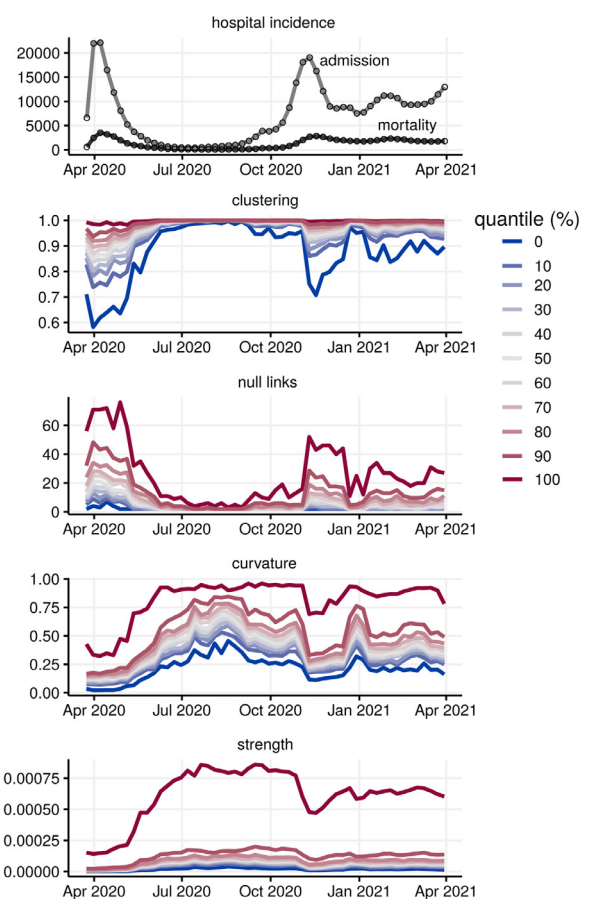 hospital incidence
20000
15000
10000
5000
0
admission
mortality
Apr 2020 Jul 2020 Oct 2020 Jan 2021 Apr 2021
clustering
1.0
0.9
0.8
0.7
0.6
Apr 2020 Jul 2020 Oct 2020 Jan 2021 Apr 2021
quantile (%)
0
10
20
30
40
50
60
70
80
90
100
null links
60
40
20
0
Apr 2020 Jul 2020 Oct 2020 Jan 2021 Apr 2021
curvature
1.00
0.75
0.50
0.25
0.00
Apr 2020 Jul 2020 Oct 2020 Jan 2021 Apr 2021
strength
0.00075
0.00050
0.00025
0.00000
Apr 2020 Jul 2020 Oct 2020 Jan 2021 Apr 2021